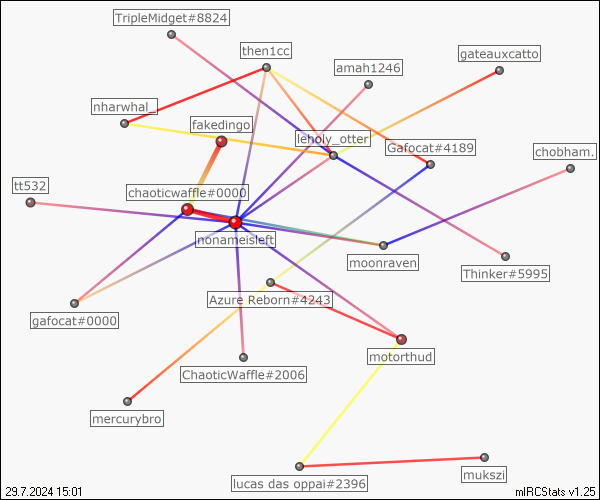 TripleMidget#8824
then1cc
gateauxcatto
amah1246
nharwhal_
fakedingo
leholy_otter
Gafocat#4189
chobham.
tt532
chaoticwaffle#0000
nonameisleft
moonraven
Thinker#5995
Azure Reborn#4243
gafocat#0000
motorthud
ChaoticWaffle#2006
mercurybro
mukszi
lucas das oppai#2396
29.7.2024 15:01
mIRCStats v1.25